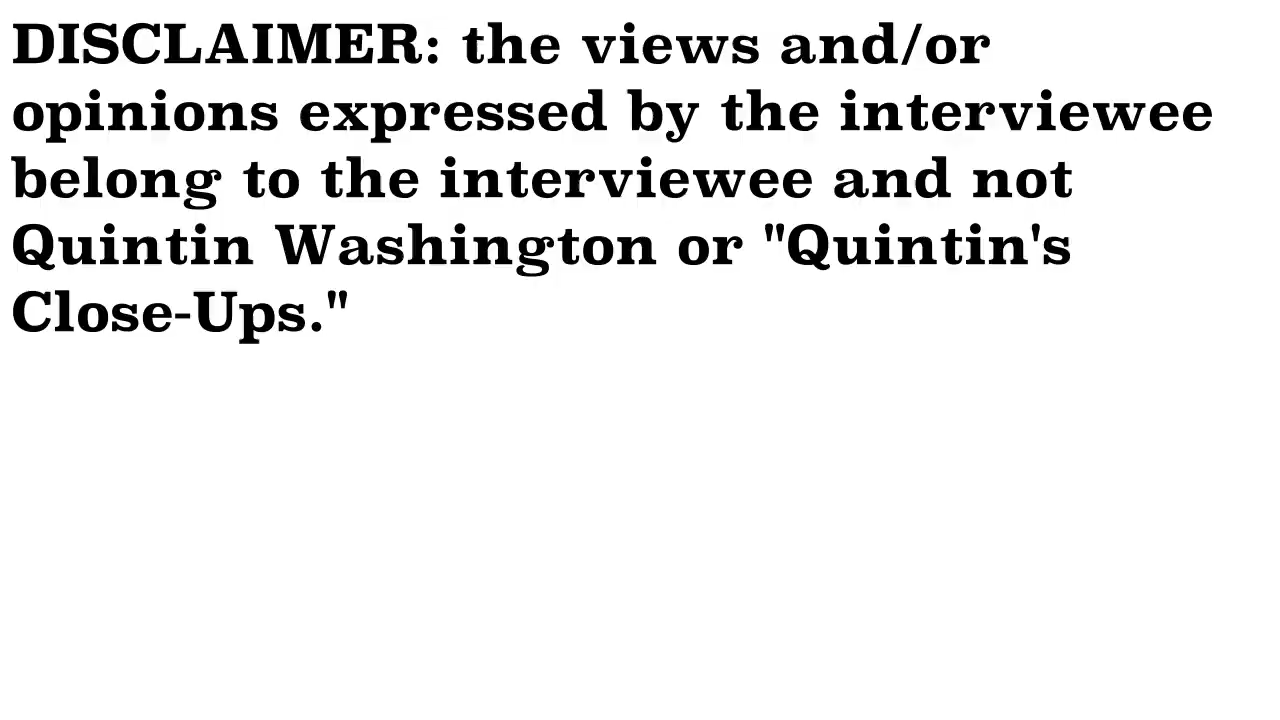 DISCLAIMER: the views and/or
opinions expressed by the interviewee
belong to the interviewee and not
Quintin Washington or "Quintin's
Close-Ups."